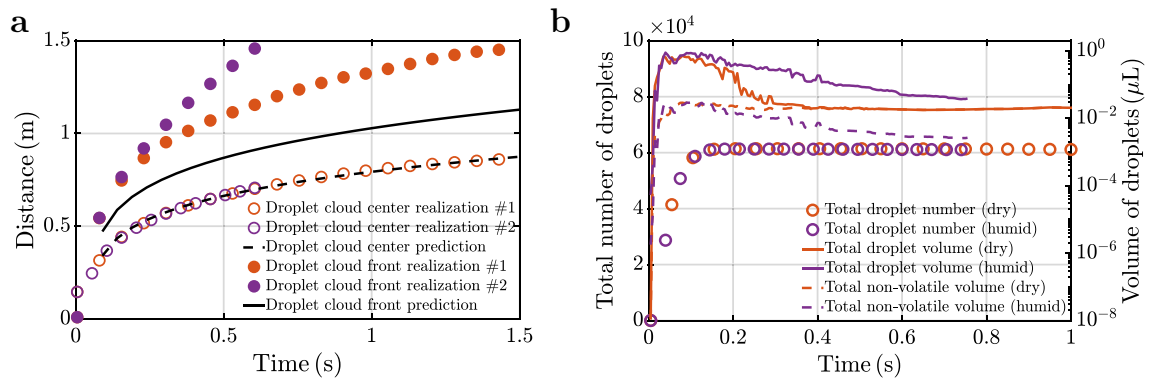 a
Distance (m)
1.5
1
0.5
0
0
0.5
1
1.5
Time (s)
Droplet cloud center realization #1
Droplet cloud center realization #2
Droplet cloud center prediction
Droplet cloud front realization #1
Droplet cloud front realization #2
Droplet cloud front prediction
b
×10⁴
Total number of droplets
10
8
6
4
2
0
0
0.2
0.4
0.6
0.8
1
Time (s)
Total droplet number (dry)
Total droplet number (humid)
Total droplet volume (dry)
Total droplet volume (humid)
Total non-volatile volume (dry)
Total non-volatile volume (humid)
10⁰
10⁻²
10⁻⁴
10⁻⁶
10⁻⁸
Volume of droplets (μL)